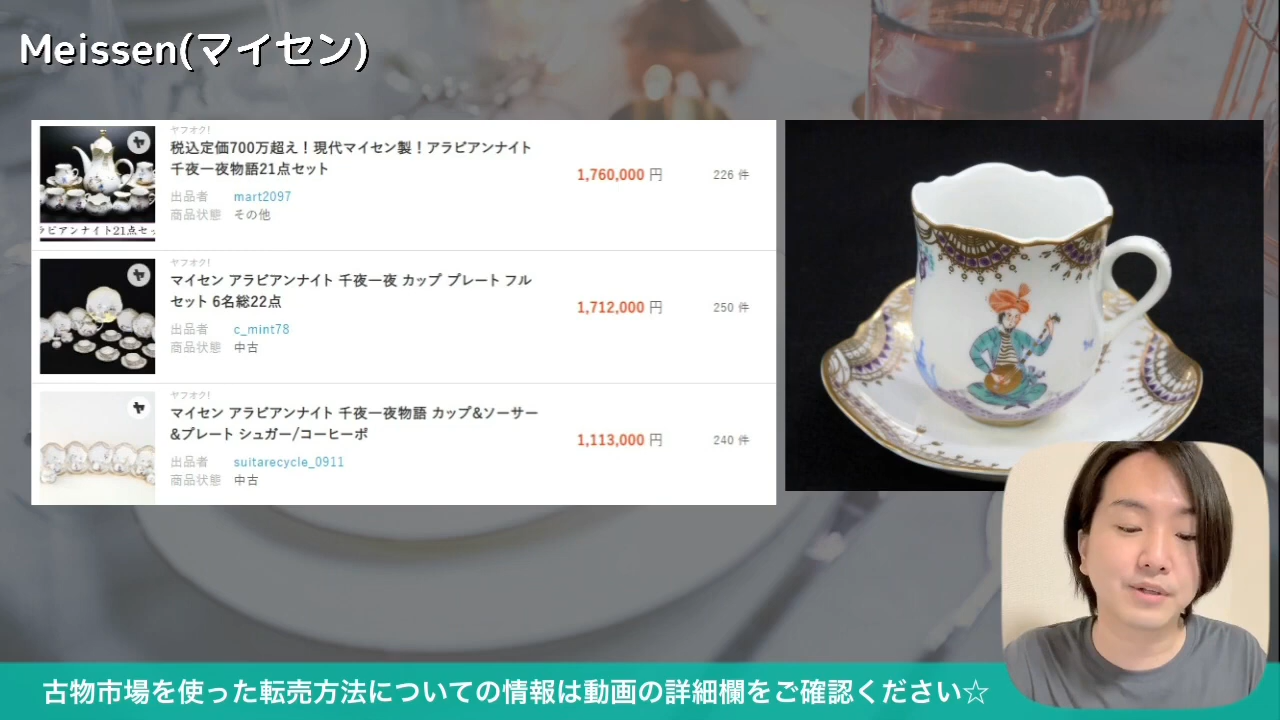 Meissen(マイセン)
ヤフオク!
税込定価700万超え！現代マイセン製！アラビアンナイト
千夜一夜物語21点セット
出品者 mart2097
商品状態 その他
1,760,000 円
226 件
ラビアンナイト21点セッ
ヤフオク!
マイセン アラビアンナイト 千夜一夜 カップ プレート フル
セット 6名総22点
出品者 c_mint78
商品状態 中古
1,712,000 円
250 件
ヤフオク!
マイセン アラビアンナイト 千夜一夜物語 カップ&ソーサー
&プレート シュガー/コーヒーポ
出品者 suitarecycle_0911
商品状態 中古
1,113,000 円
240 件
古物市場を使った転売方法についての情報は動画の詳細欄をご確認ください☆